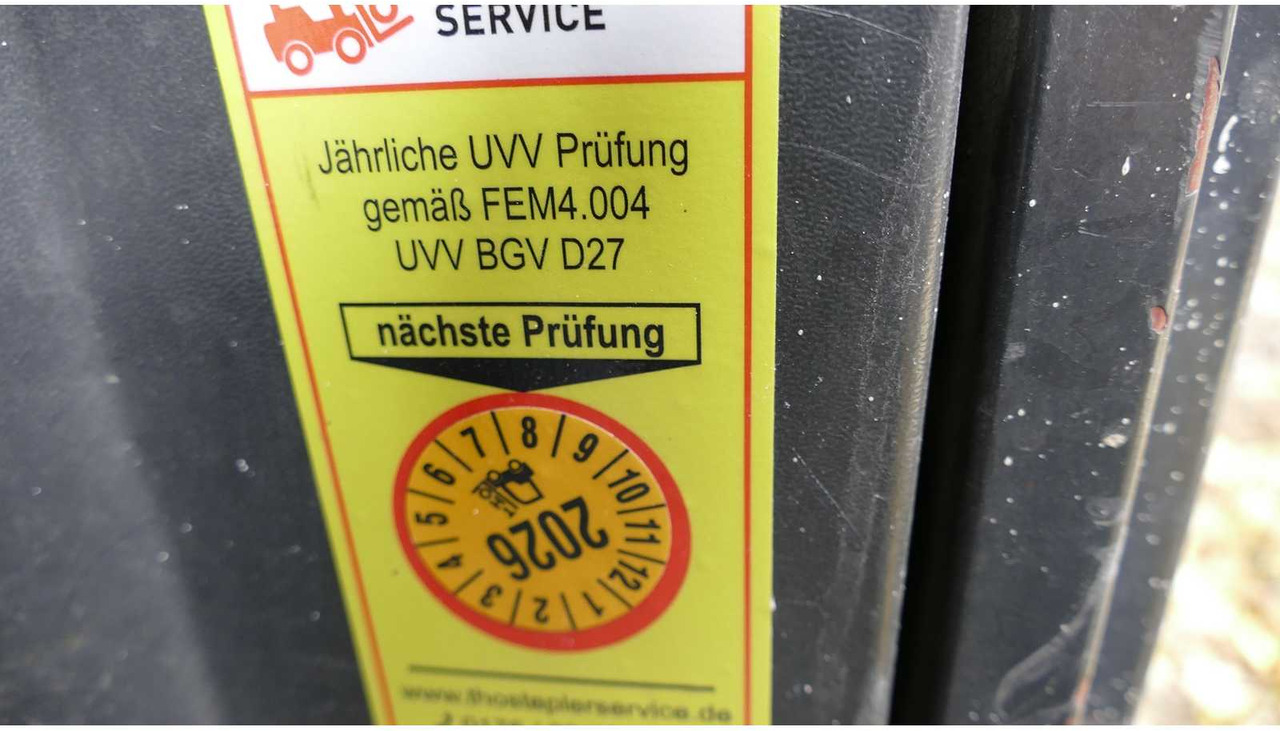 SERVICE
Jährliche UVV Prüfung
gemäß FEM4.004
UVV BGV D27
nächste Prüfung
1 2 3 4 5 6 7 8 9 10 11 12
2026